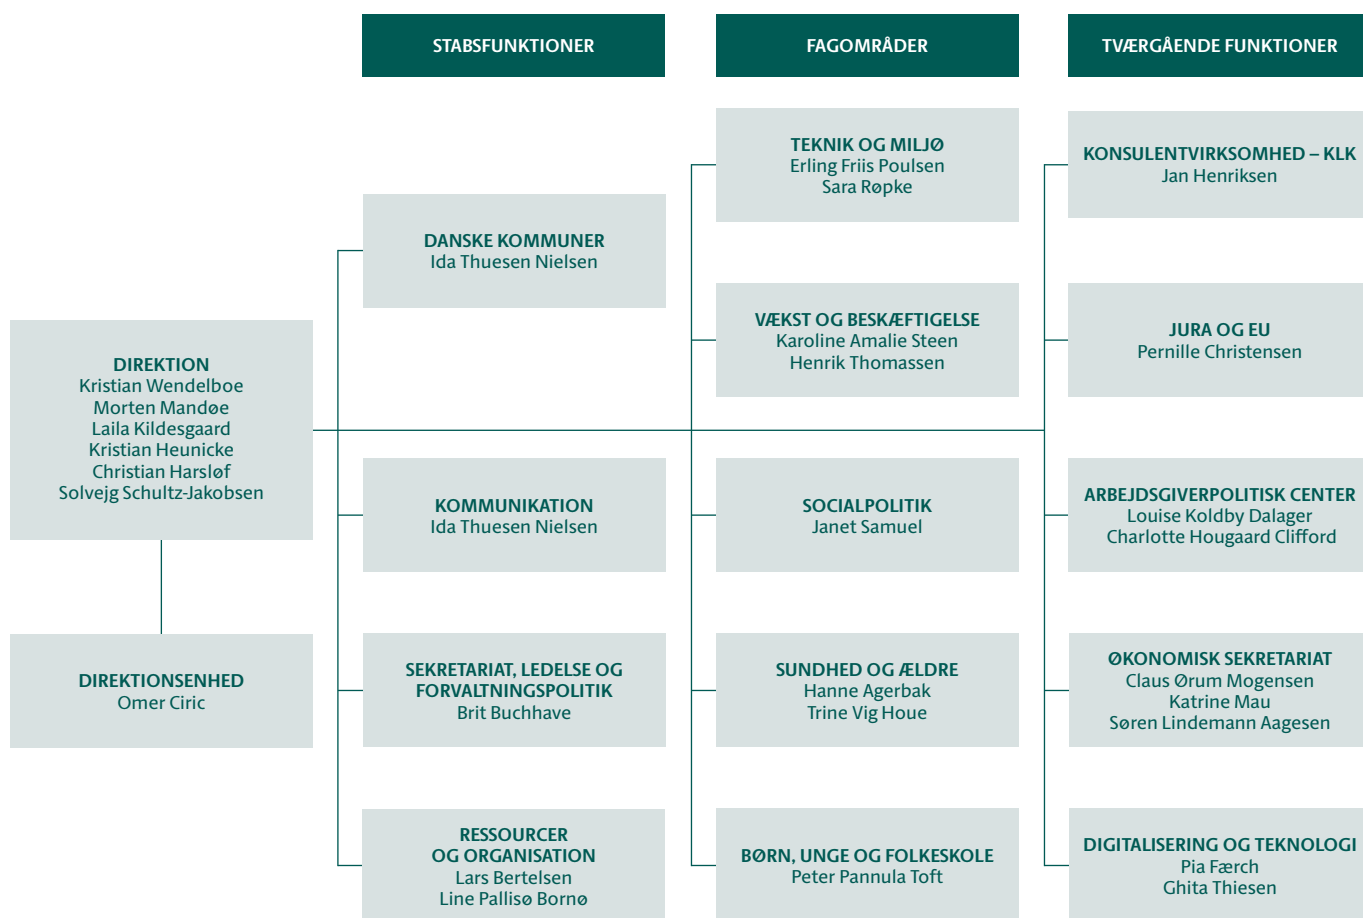 STABSFUNKTIONER
FAGOMRÅDER
TVÆRGÅENDE FUNKTIONER
DIREKTION
Kristian Wendelboe
Morten Mandøe
Laila Kildesgaard
Kristian Heunicke
Christian Harsløf
Solvejg Schultz-Jakobsen
DIREKTIONSENHED
Omer Ciric
DANSKE KOMMUNER
Ida Thuesen Nielsen
KOMMUNIKATION
Ida Thuesen Nielsen
SEKRETARIAT, LEDELSE OG
FORVALTNINGSPOLITIK
Brit Buchhave
RESSOURCER
OG ORGANISATION
Lars Bertelsen
Line Pallisø Bornø
TEKNIK OG MILJØ
Erling Friis Poulsen
Sara Røpke
VÆKST OG BESKÆFTIGELSE
Karoline Amalie Steen
Henrik Thomassen
SOCIALPOLITIK
Janet Samuel
SUNDHED OG ÆLDRE
Hanne Agerbak
Trine Vig Houe
BØRN, UNGE OG FOLKESKOLE
Peter Pannula Toft
KONSULENTVIRKSOMHED – KLK
Jan Henriksen
JURA OG EU
Pernille Christensen
ARBEJDSGIVERPOLITISK CENTER
Louise Koldby Dalager
Charlotte Hougaard Clifford
ØKONOMISK SEKRETARIAT
Claus Ørum Mogensen
Katrine Mau
Søren Lindemann Aagesen
DIGITALISERING OG TEKNOLOGI
Pia Færch
Ghita Thiesen